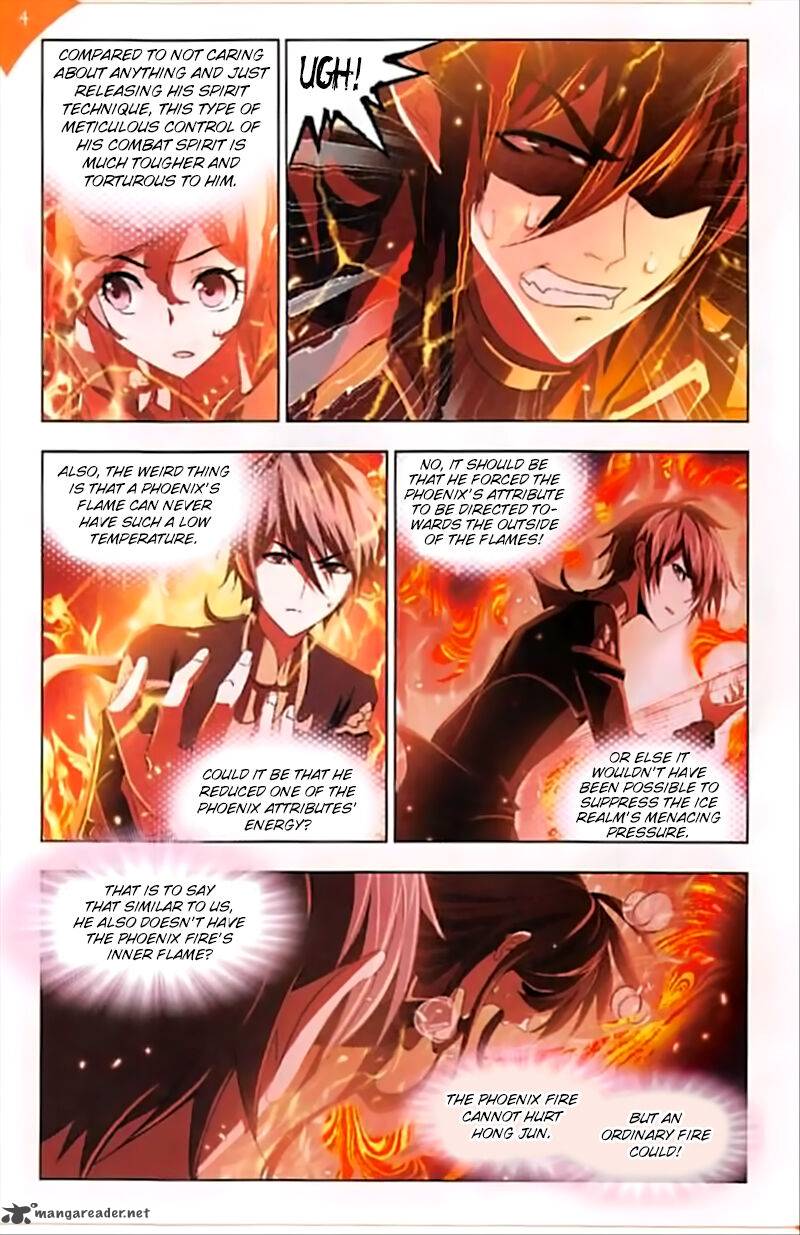 4
COMPARED TO NOT CARING
ABOUT ANYTHING AND JUST
RELEASING HIS SPIRIT
TECHNIQUE, THIS TYPE OF
METICULOUS CONTROL OF
HIS COMBAT SPIRIT IS
MUCH TOUGHER AND
TORTUROUS TO HIM.
UGH!
ALSO, THE WEIRD THING
IS THAT A PHOENIX'S
FLAME CAN NEVER
HAVE SUCH A LOW
TEMPERATURE.
COULD IT BE THAT HE
REDUCED ONE OF THE
PHOENIX ATTRIBUTES'
ENERGY?
NO, IT SHOULD BE
THAT HE FORCED THE
PHOENIX'S ATTRIBUTE
TO BE DIRECTED TO-
WARDS THE OUTSIDE
OF THE FLAMES!
OR ELSE IT
WOULDN'T HAVE
BEEN POSSIBLE TO
SUPPRESS THE ICE
REALM'S MENACING
PRESSURE.
THAT IS TO SAY
THAT SIMILAR TO US,
HE ALSO DOESN'T HAVE
THE PHOENIX FIRE'S
INNER FLAME?
THE PHOENIX FIRE
CANNOT HURT
HONG JUN.
BUT AN
ORDINARY FIRE
COULD!
mangareader.net